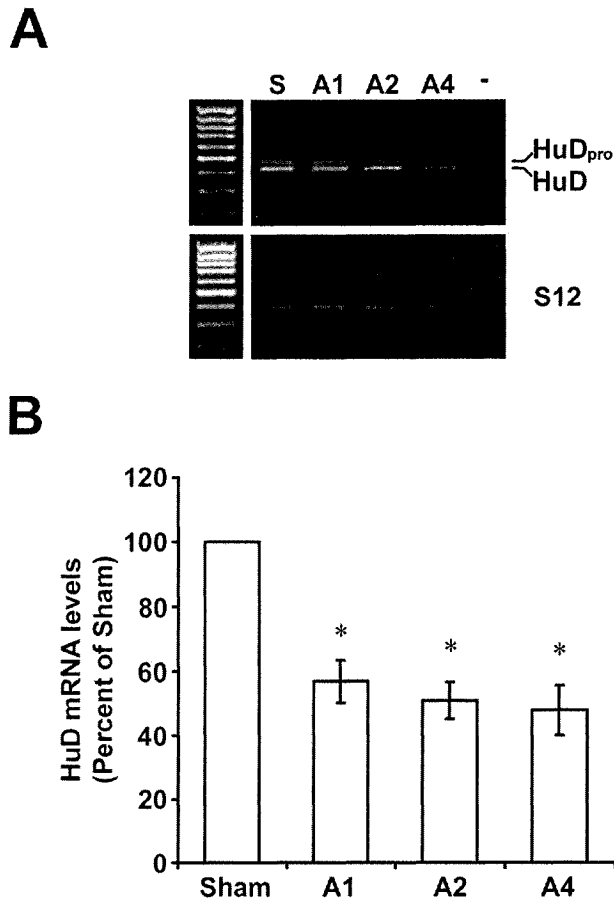 A
S A1 A2 A4 -
HuDpro
HuD
S12
B
HuD mRNA levels
(Percent of Sham)
120
100
80
60
40
20
0
* * *
Sham A1 A2 A4